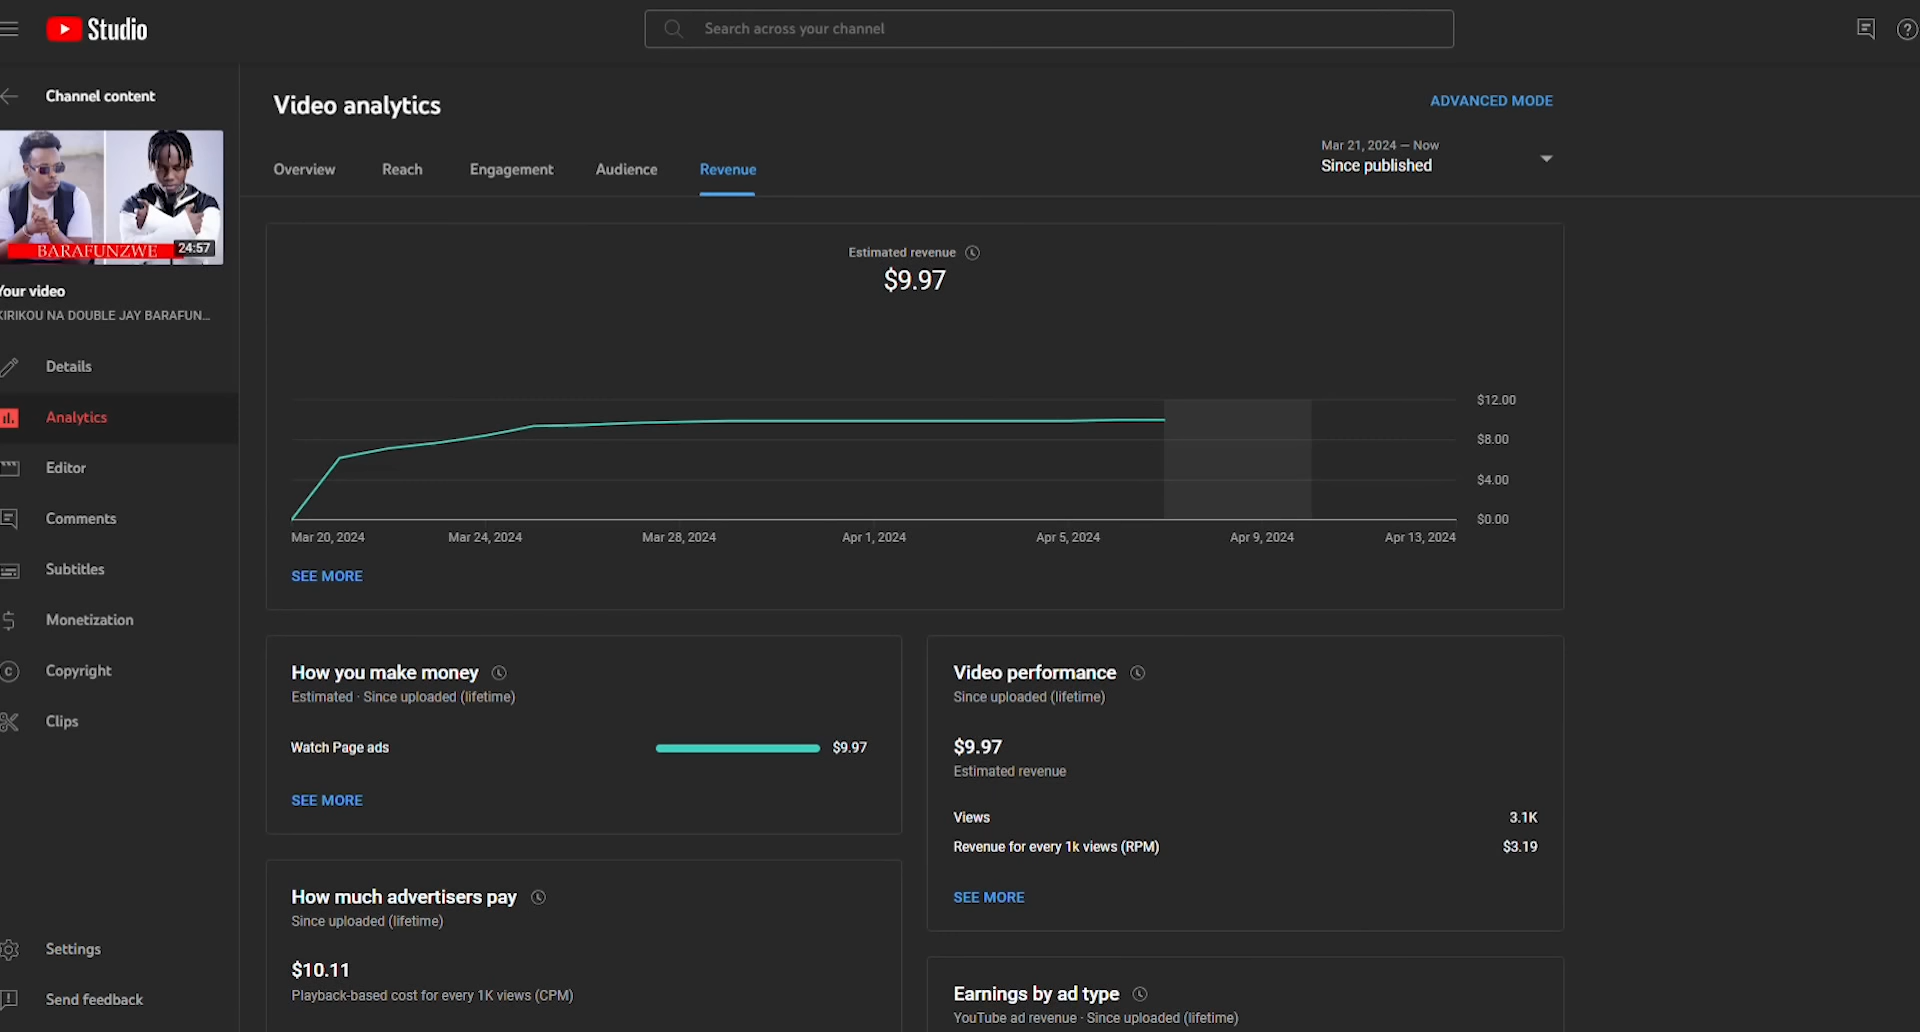 Studio
Search across your channel
Channel content
BARAFUNZWE
24:57
Your video
KIRIKOU NA DOUBLE JAY BARAFUN...
Details
Analytics
Editor
Comments
Subtitles
Monetization
Copyright
Clips
Settings
Send feedback
Video analytics
ADVANCED MODE
Overview
Reach
Engagement
Audience
Revenue
Mar 21, 2024 – Now
Since published
Estimated revenue
$9.97
$12.00
$8.00
$4.00
$0.00
Mar 20, 2024
Mar 24, 2024
Mar 28, 2024
Apr 1, 2024
Apr 5, 2024
Apr 9, 2024
Apr 13, 2024
SEE MORE
How you make money
Estimated · Since uploaded (lifetime)
Watch Page ads
$9.97
SEE MORE
How much advertisers pay
Since uploaded (lifetime)
$10.11
Playback-based cost for every 1K views (CPM)
Video performance
Since uploaded (lifetime)
$9.97
Estimated revenue
Views
3.1K
Revenue for every 1k views (RPM)
$3.19
SEE MORE
Earnings by ad type
YouTube ad revenue · Since uploaded (lifetime)